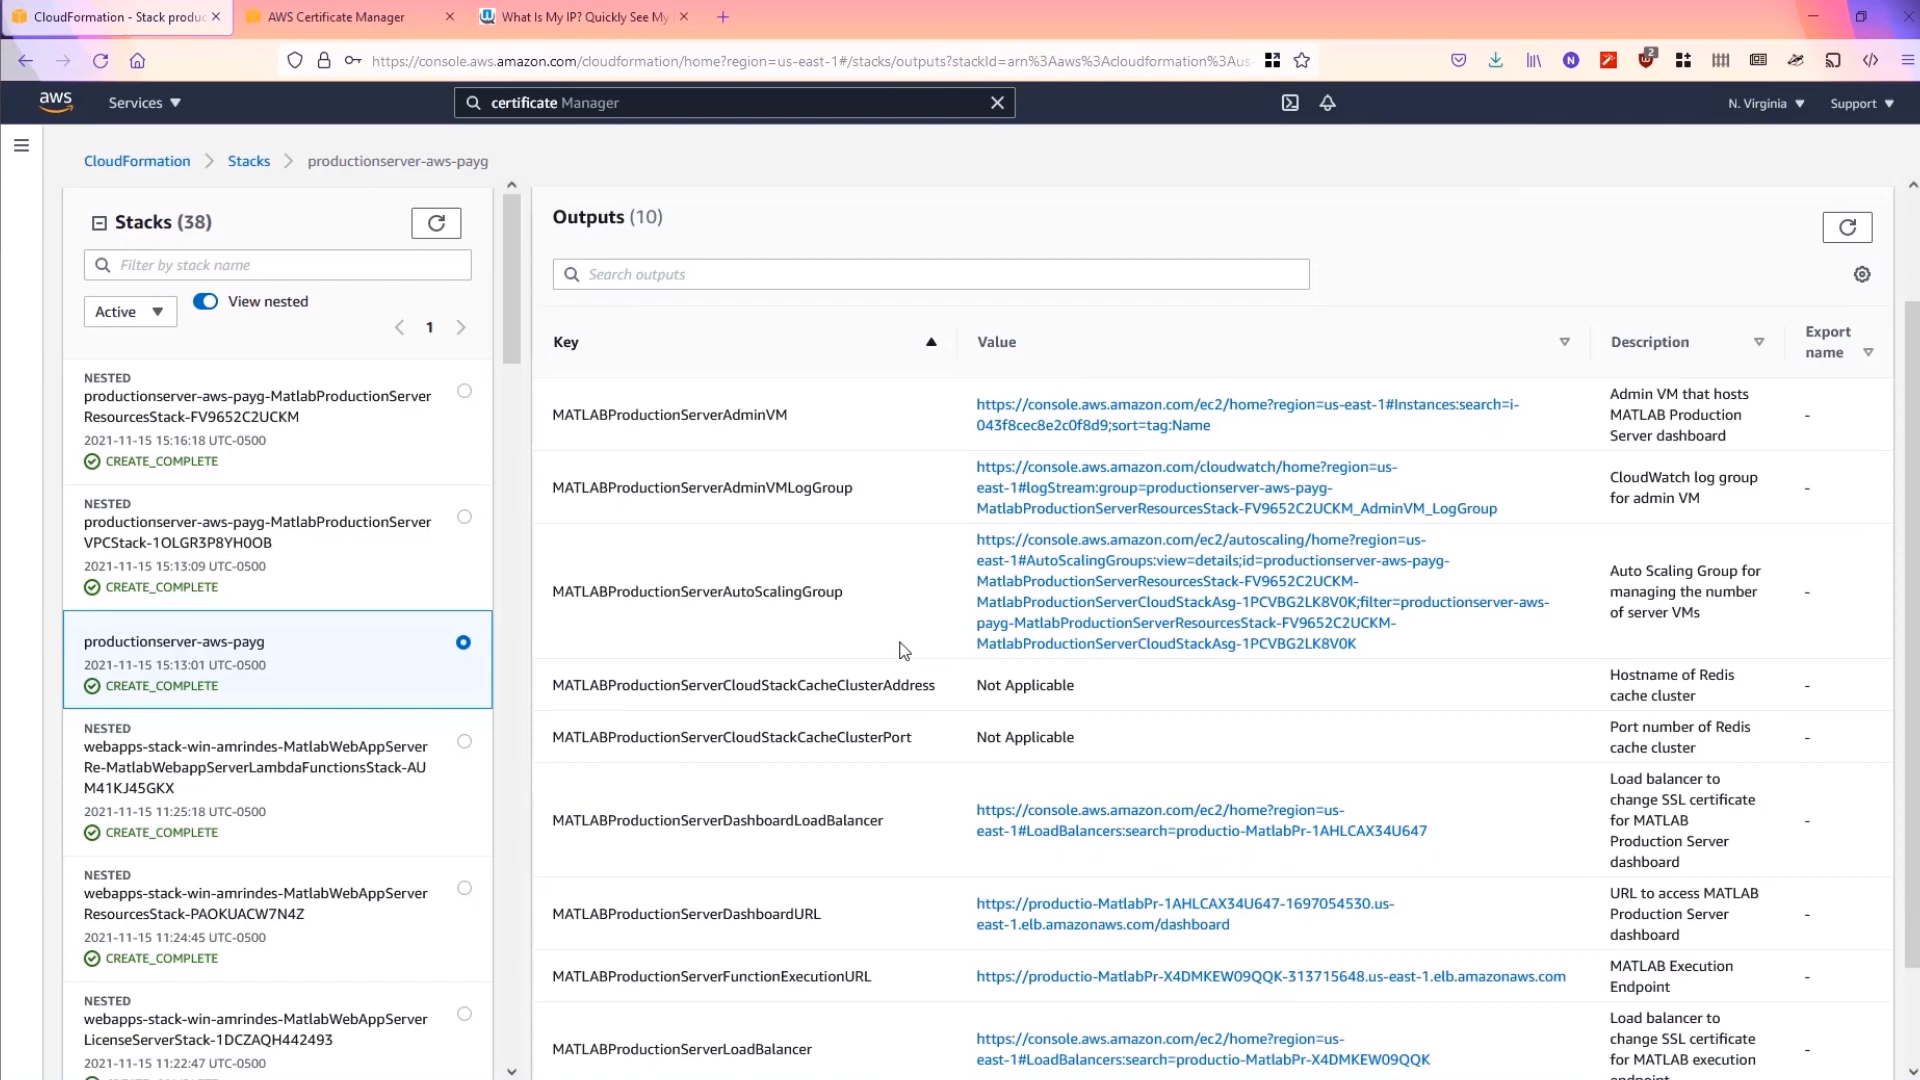 CloudFormation - Stack produc
AWS Certificate Manager
What Is My IP? Quickly See My
https://console.aws.amazon.com/cloudformation/home?region=us-east-1#/stacks/outputs?stackId=arn%3Aaws%3Acloudformation%3Aus-
2
aws
Services
certificate Manager
N. Virginia
Support
CloudFormation
Stacks
productionserver-aws-payg
Stacks (38)
Filter by stack name
Active
View nested
1
NESTED
productionserver-aws-payg-MatlabProductionServer
ResourcesStack-FV9652C2UCKM
2021-11-15 15:16:18 UTC-0500
CREATE_COMPLETE
NESTED
productionserver-aws-payg-MatlabProductionServer
VPCStack-1OLGR3P8YH0OB
2021-11-15 15:13:09 UTC-0500
CREATE_COMPLETE
productionserver-aws-payg
2021-11-15 15:13:01 UTC-0500
CREATE_COMPLETE
NESTED
webapps-stack-win-amrindes-MatlabWebAppServer
Re-MatlabWebappServerLambdaFunctionsStack-AU
M41KJ45GKX
2021-11-15 11:25:18 UTC-0500
CREATE_COMPLETE
NESTED
webapps-stack-win-amrindes-MatlabWebAppServer
ResourcesStack-PAOKUACW7N4Z
2021-11-15 11:24:45 UTC-0500
CREATE_COMPLETE
NESTED
webapps-stack-win-amrindes-MatlabWebAppServer
LicenseServerStack-1DCZAQH442493
2021-11-15 11:22:47 UTC-0500
Outputs (10)
Search outputs
Key
Value
Description
Export
name
MATLABProductionServerAdminVM
https://console.aws.amazon.com/ec2/home?region=us-east-1#Instances:search=i-
043f8cec8e2c0f8d9;sort=tag:Name
Admin VM that hosts
MATLAB Production
Server dashboard
-
MATLABProductionServerAdminVMLogGroup
https://console.aws.amazon.com/cloudwatch/home?region=us-
east-1#logStream:group=productionserver-aws-payg-
MatlabProductionServerResourcesStack-FV9652C2UCKM_AdminVM_LogGroup
CloudWatch log group
for admin VM
-
MATLABProductionServerAutoScalingGroup
https://console.aws.amazon.com/ec2/autoscaling/home?region=us-
east-1#AutoScalingGroups:view=details;id=productionserver-aws-payg-
MatlabProductionServerResourcesStack-FV9652C2UCKM-
MatlabProductionServerCloudStackAsg-1PCVBG2LK8V0K;filter=productionserver-aws-
payg-MatlabProductionServerResourcesStack-FV9652C2UCKM-
MatlabProductionServerCloudStackAsg-1PCVBG2LK8V0K
Auto Scaling Group for
managing the number
of server VMs
-
MATLABProductionServerCloudStackCacheClusterAddress
Not Applicable
Hostname of Redis
cache cluster
-
MATLABProductionServerCloudStackCacheClusterPort
Not Applicable
Port number of Redis
cache cluster
-
MATLABProductionServerDashboardLoadBalancer
https://console.aws.amazon.com/ec2/home?region=us-
east-1#LoadBalancers:search=productio-MatlabPr-1AHLCAX34U647
Load balancer to
change SSL certificate
for MATLAB
Production Server
dashboard
-
MATLABProductionServerDashboardURL
https://productio-MatlabPr-1AHLCAX34U647-1697054530.us-
east-1.elb.amazonaws.com/dashboard
URL to access MATLAB
Production Server
dashboard
-
MATLABProductionServerFunctionExecutionURL
https://productio-MatlabPr-X4DMKEW09QQK-313715648.us-east-1.elb.amazonaws.com
MATLAB Execution
Endpoint
-
MATLABProductionServerLoadBalancer
https://console.aws.amazon.com/ec2/home?region=us-
east-1#LoadBalancers:search=productio-MatlabPr-X4DMKEW09QQK
Load balancer to
change SSL certificate
for MATLAB execution
-